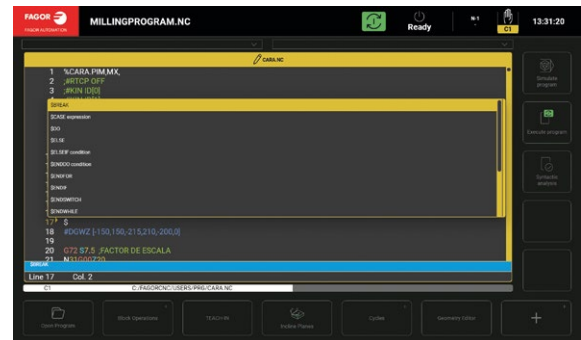 FAGOR
FAGOR AUTOMATION
MILLINGPROGRAM.NC
Ready
N:1
C1
13:31:20
CARA.NC
1 %CARA.PIM,MX,
2 ;#RTCP OFF
3 ;#KIN ID[0]
$BREAK
$CASE expression
$DO
$ELSE
$ELSEIF condition
$ENDDO condition
$ENDFOR
$ENDIF
$ENDSWITCH
$ENDWHILE
17 $
18 #DGWZ [-150,150,-215,210,-200,0]
19
20 G72 S7.5 ;FACTOR DE ESCALA
21
$BREAK
Line 17 Col. 2
C1 C:/FAGORCNC/USERS/PRG/CARA.NC
Simulate program
Execute program
Syntactic analysis
Open Program
Block Operations
TEACH-IN
Incline Planes
Cycles
Geometry Editor
+